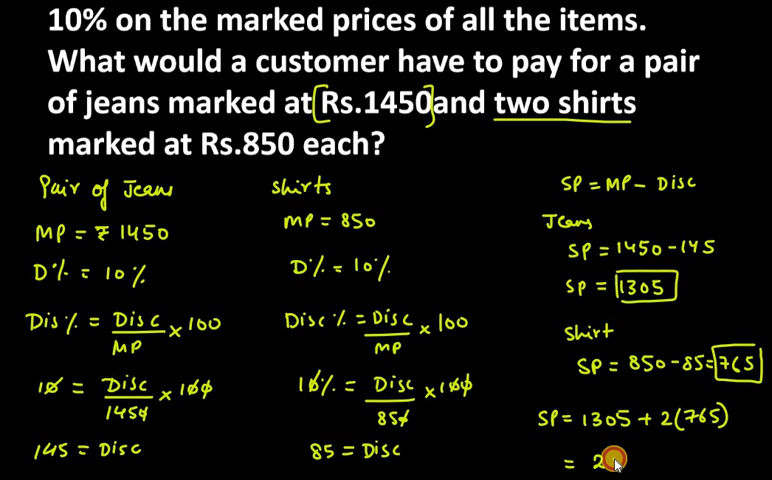 10% on the marked prices of all the items.
What would a customer have to pay for a pair
of jeans marked at [Rs.1450] and two shirts
marked at Rs.850 each?
Pair of Jeans
MP = ₹ 1450
D% = 10%
Dis% = Disc/MP × 100
10 = Disc/1450 × 100
145 = Disc
Shirts
MP = 850
D% = 10%
Disc% = Disc/MP × 100
10% = Disc/850 × 100
85 = Disc
SP = MP - Disc
Jeans
SP = 1450 - 145
SP = 1305
Shirt
SP = 850 - 85 = 765
SP = 1305 + 2(765)
= 2